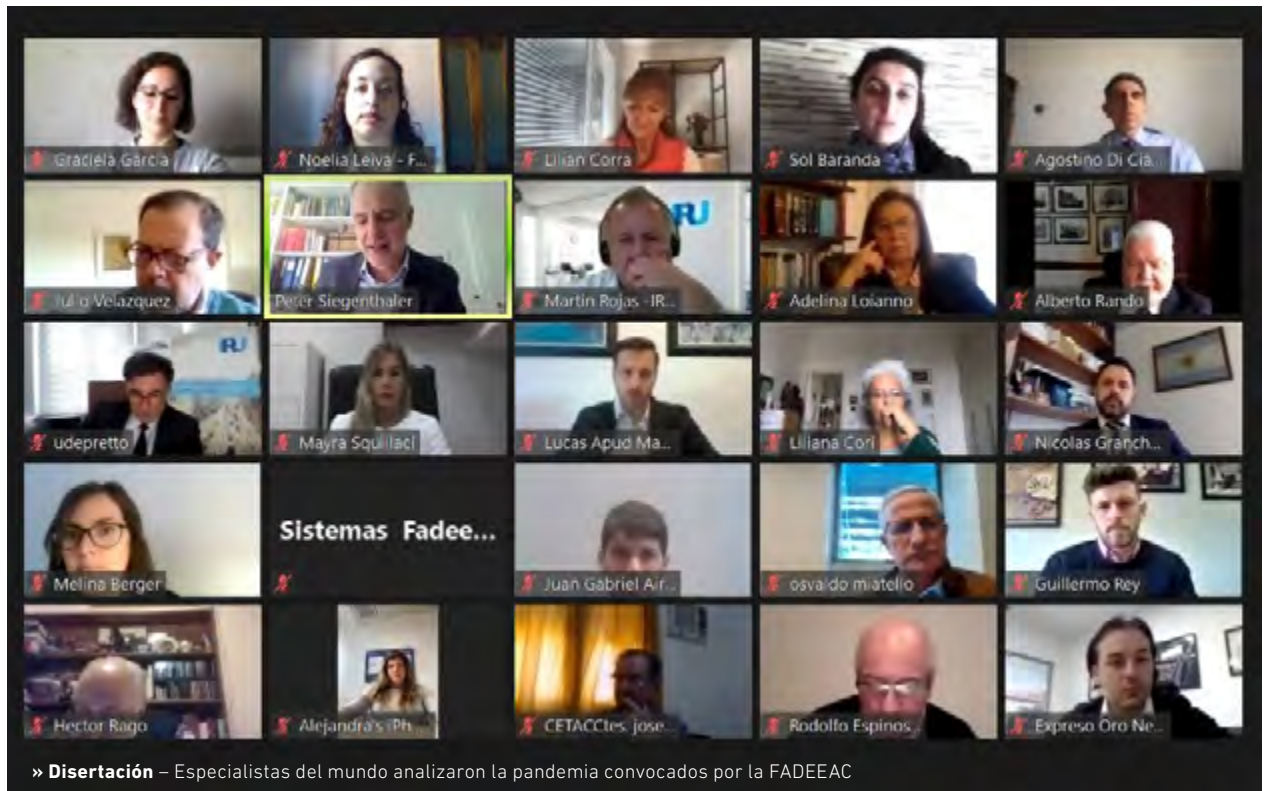 Graciela García
Noelia Leiva - F...
Lilian Corra
Sol Baranda
Agostino Di Cia...
Julio Velazquez
Peter Siegenthaler
Martin Rojas -IR...
IRU
Adelina Loianno
Alberto Rando
udepretto
IRU
Mayra Squillaci
Lucas Apud Ma...
Liliana Cori
Nicolas Granch...
Melina Berger
Sistemas Fadee...
Juan Gabriel Air...
osvaldo miatello
Guillermo Rey
Hector Rago
Alejandra's iPh...
CETACCtes. jose...
Rodolfo Espinos...
Expreso Oro Ne...
» Disertación – Especialistas del mundo analizaron la pandemia convocados por la FADEEAC